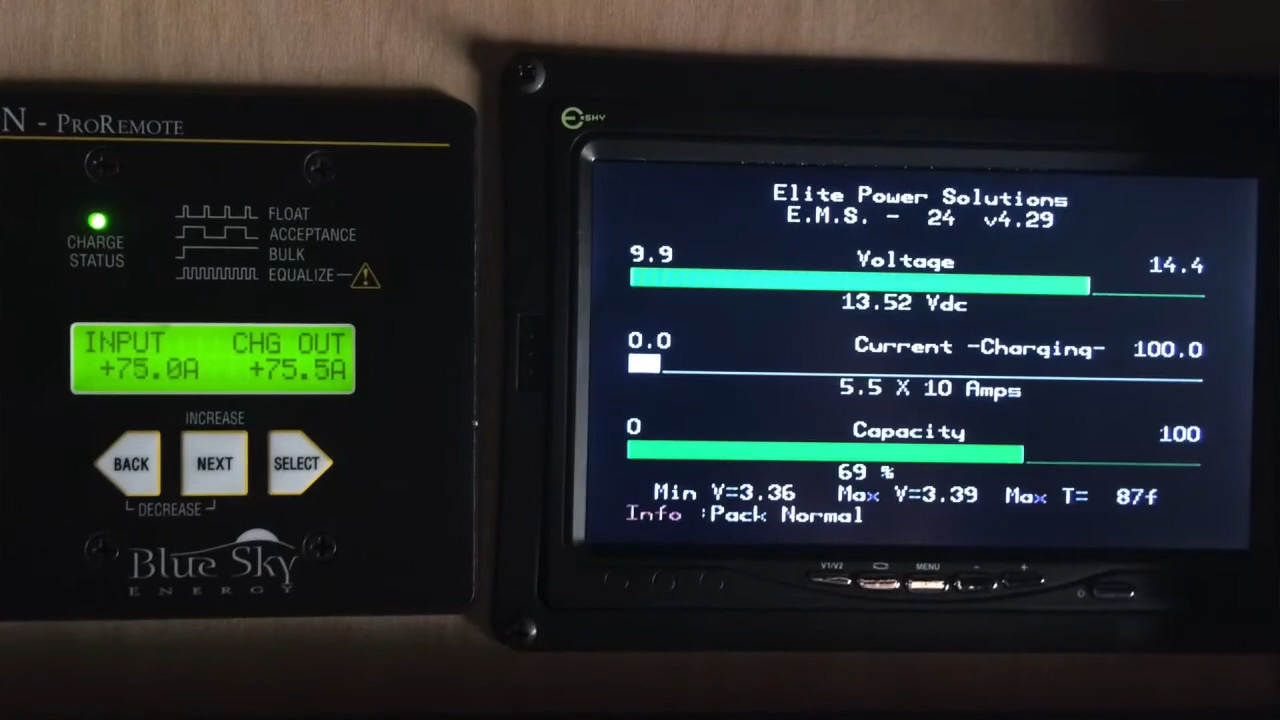 N - PROREMOTE
CHARGE
STATUS
FLOAT
ACCEPTANCE
BULK
EQUALIZE
INPUT CHG OUT
+75.0A +75.5A
INCREASE
BACK NEXT SELECT
DECREASE
BLUE SKY
ENERGY
E-SKY
Elite Power Solutions
E.M.S. - 24 v4.29
9.9 Voltage 14.4
13.52 Vdc
0.0 Current -Charging- 100.0
5.5 X 10 Amps
0 Capacity 100
69 %
Min V=3.36 Max V=3.39 Max T= 87f
Info :Pack Normal
V1/V2 MENU - +